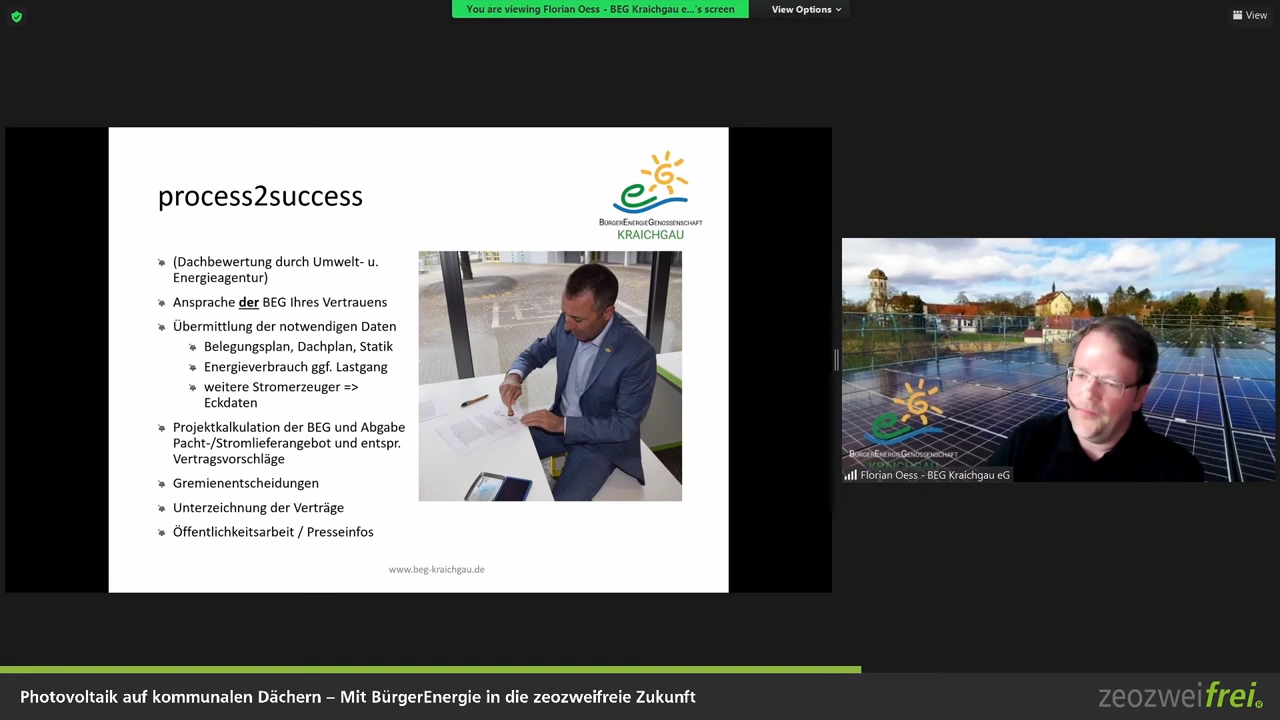 You are viewing Florian Oess - BEG Kraichgau e...'s screen
View Options
View
process2success
BÜRGERENERGIEGENOSSENSCHAFT
KRAICHGAU
(Dachbewertung durch Umwelt- u.
Energieagentur)
Ansprache der BEG Ihres Vertrauens
Übermittlung der notwendigen Daten
Belegungsplan, Dachplan, Statik
Energieverbrauch ggf. Lastgang
weitere Stromerzeuger =>
Eckdaten
Projektkalkulation der BEG und Abgabe
Pacht-/Stromlieferangebot und entspr.
Vertragsvorschläge
Gremienentscheidungen
Unterzeichnung der Verträge
Öffentlichkeitsarbeit / Presseinfos
www.beg-kraichgau.de
BÜRGERENERGIEGENOSSENSCHAFT
KRAICHGAU
Florian Oess - BEG Kraichgau eG
Photovoltaik auf kommunalen Dächern – Mit BürgerEnergie in die zeozweifreie Zukunft
zeozweifrei.